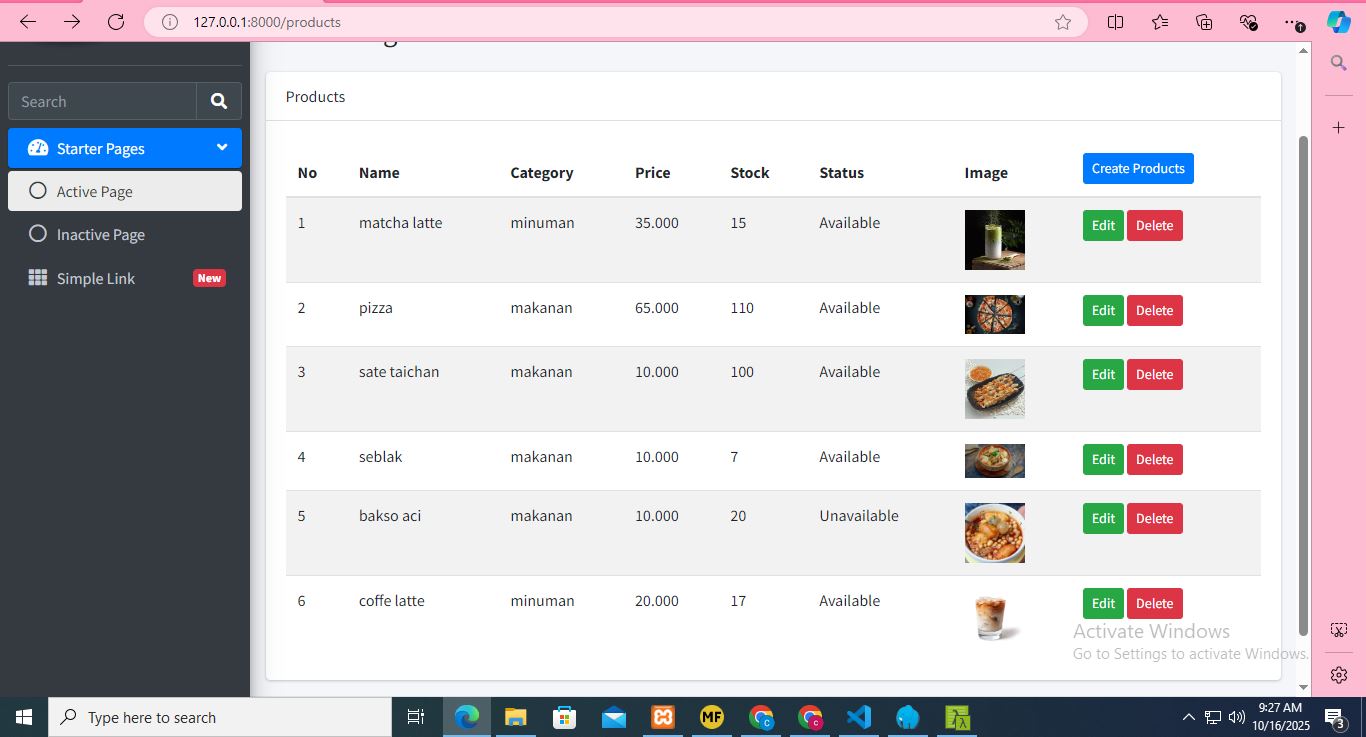 127.0.0.1:8000/products
Search
Starter Pages
Active Page
Inactive Page
Simple Link New
Products
No Name Category Price Stock Status Image Create Products
1 matcha latte minuman 35.000 15 Available Edit Delete
2 pizza makanan 65.000 110 Available Edit Delete
3 sate taichan makanan 10.000 100 Available Edit Delete
4 seblak makanan 10.000 7 Available Edit Delete
5 bakso aci makanan 10.000 20 Unavailable Edit Delete
6 coffe latte minuman 20.000 17 Available Edit Delete
Activate Windows
Go to Settings to activate Windows.
Type here to search
MF
C
C
λ
9:27 AM
10/16/2025
3